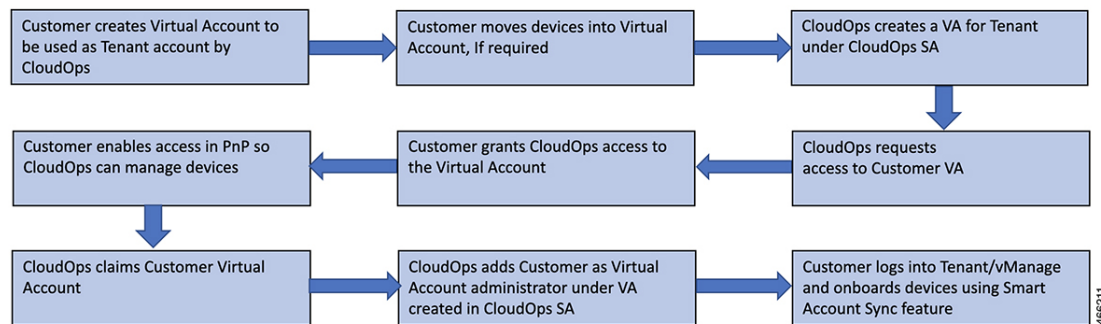 Customer creates Virtual Account to
be used as Tenant account by
CloudOps
Customer moves devices into Virtual
Account, If required
CloudOps creates a VA for Tenant
under CloudOps SA
CloudOps requests
access to Customer VA
Customer grants CloudOps access to
the Virtual Account
Customer enables access in PnP so
CloudOps can manage devices
CloudOps claims Customer Virtual
Account
CloudOps adds Customer as Virtual
Account administrator under VA
created in CloudOps SA
Customer logs into Tenant/vManage
and onboards devices using Smart
Account Sync feature